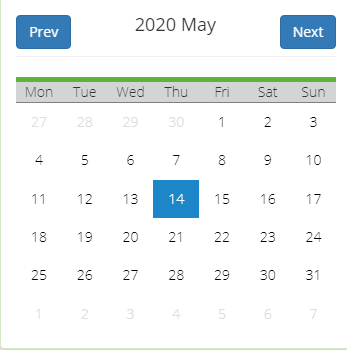 Prev 2020 May Next
Mon Tue Wed Thu Fri Sat Sun
27 28 29 30 1 2 3
4 5 6 7 8 9 10
11 12 13 14 15 16 17
18 19 20 21 22 23 24
25 26 27 28 29 30 31
1 2 3 4 5 6 7